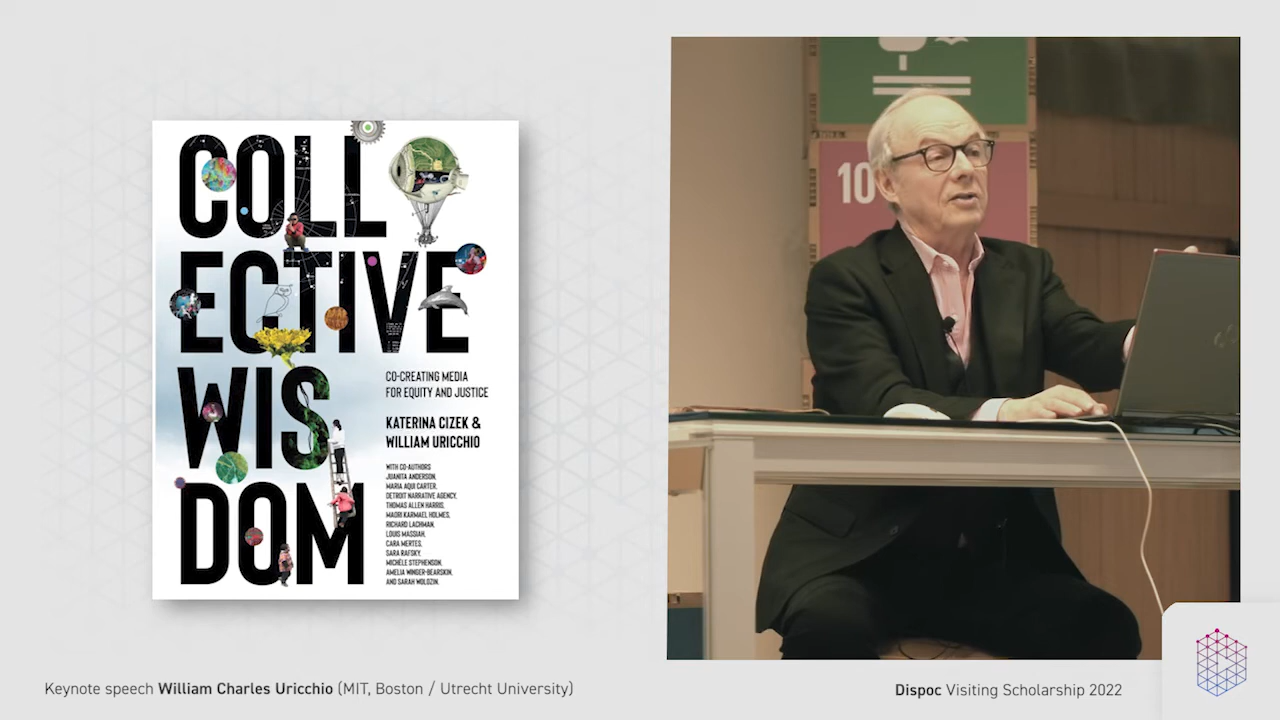 COLL
ECTIVE
WIS
DOM
CO-CREATING MEDIA
FOR EQUITY AND JUSTICE
KATERINA CIZEK &
WILLIAM URICCHIO
WITH CO-AUTHORS
JUANITA ANDERSON,
MARIA AQUI CARTER,
DETROIT NARRATIVE AGENCY,
THOMAS ALLEN HARRIS,
MAORI KARMAEL HOLMES,
RICHARD LACHMAN,
LOUIS MASSIAH,
CARA MERTES,
SARA RAFSKY,
MICHÈLE STEPHENSON,
AMELIA WINGER-BEARSKIN,
AND SARAH WOLOZIN.
10
Keynote speech William Charles Uricchio (MIT, Boston / Utrecht University)
Dispoc Visiting Scholarship 2022